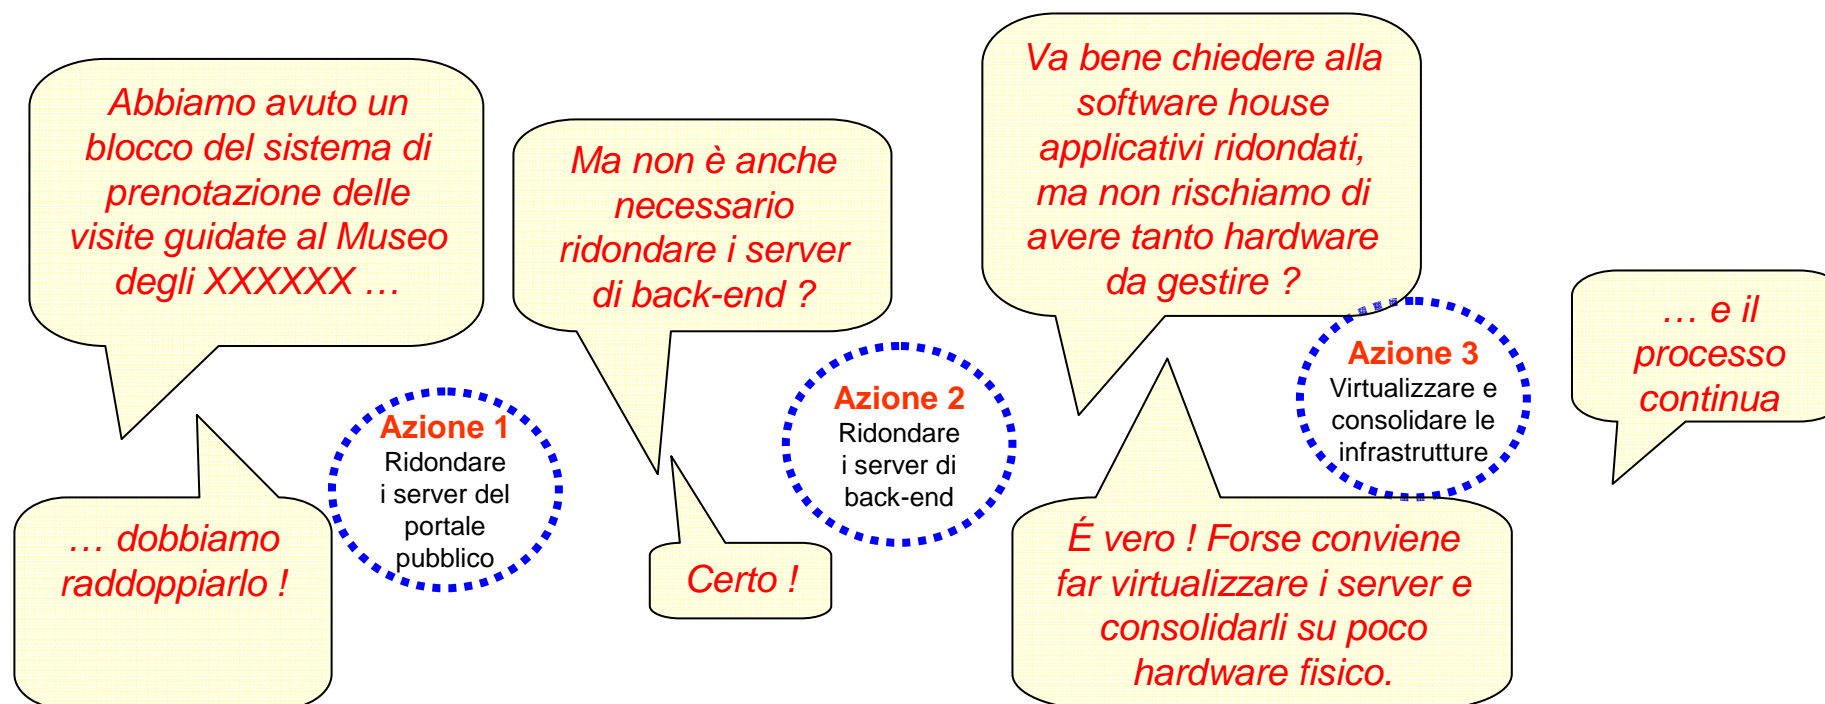 Abbiamo avuto un
blocco del sistema di
prenotazione delle
visite guidate al Museo
degli XXXXXX …
… dobbiamo
raddoppiarlo !
Azione 1
Ridondare
i server del
portale
pubblico
Ma non è anche
necessario
ridondare i server
di back-end ?
Certo !
Azione 2
Ridondare
i server di
back-end
Va bene chiedere alla
software house
applicativi ridondati,
ma non rischiamo di
avere tanto hardware
da gestire ?
É vero ! Forse conviene
far virtualizzare i server e
consolidarli su poco
hardware fisico.
Azione 3
Virtualizzare e
consolidare le
infrastrutture
… e il
processo
continua